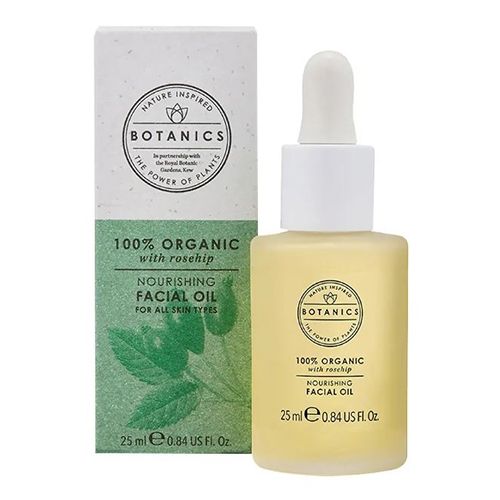 NATURE INSPIRED
BOTANICS
In partnership with
the Royal Botanic
Gardens, Kew
THE POWER OF PLANTS
100% ORGANIC
with rosehip
NOURISHING
FACIAL OIL
FOR ALL SKIN TYPES
25 ml ℮ 0.84 US Fl. Oz.
NATURE INSPIRED
BOTANICS
THE POWER OF PLANTS
100% ORGANIC
with rosehip
NOURISHING
FACIAL OIL
25 ml ℮ 0.84 US Fl. Oz.